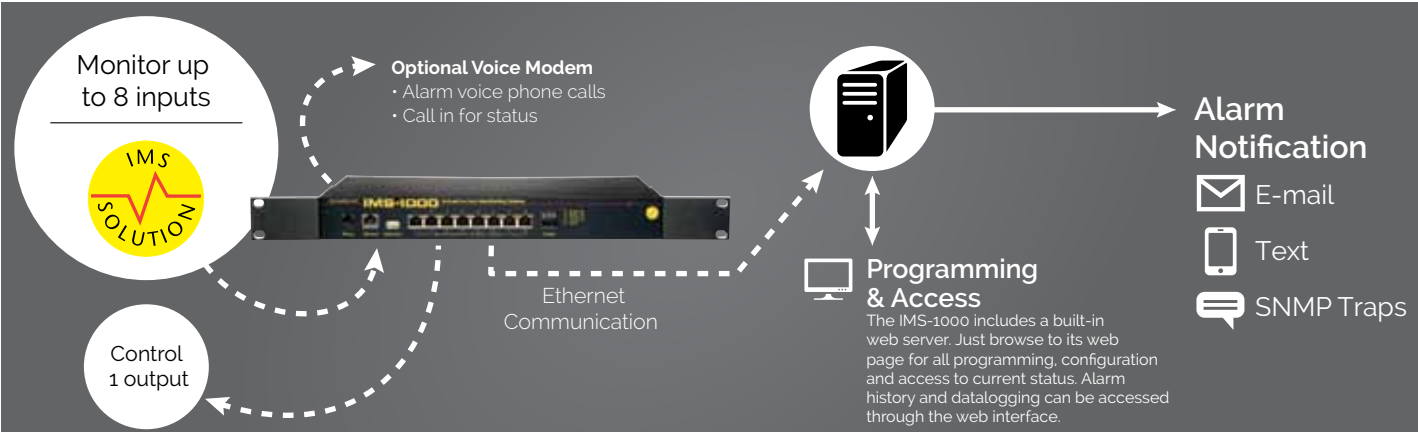 Monitor up
to 8 inputs
IMS
SOLUTION
Optional Voice Modem
• Alarm voice phone calls
• Call in for status
IMS-1000
Ethernet
Communication
Control
1 output
Programming
& Access
The IMS-1000 includes a built-in
web server. Just browse to its web
page for all programming, configuration
and access to current status. Alarm
history and datalogging can be accessed
through the web interface.
Alarm
Notification
E-mail
Text
SNMP Traps